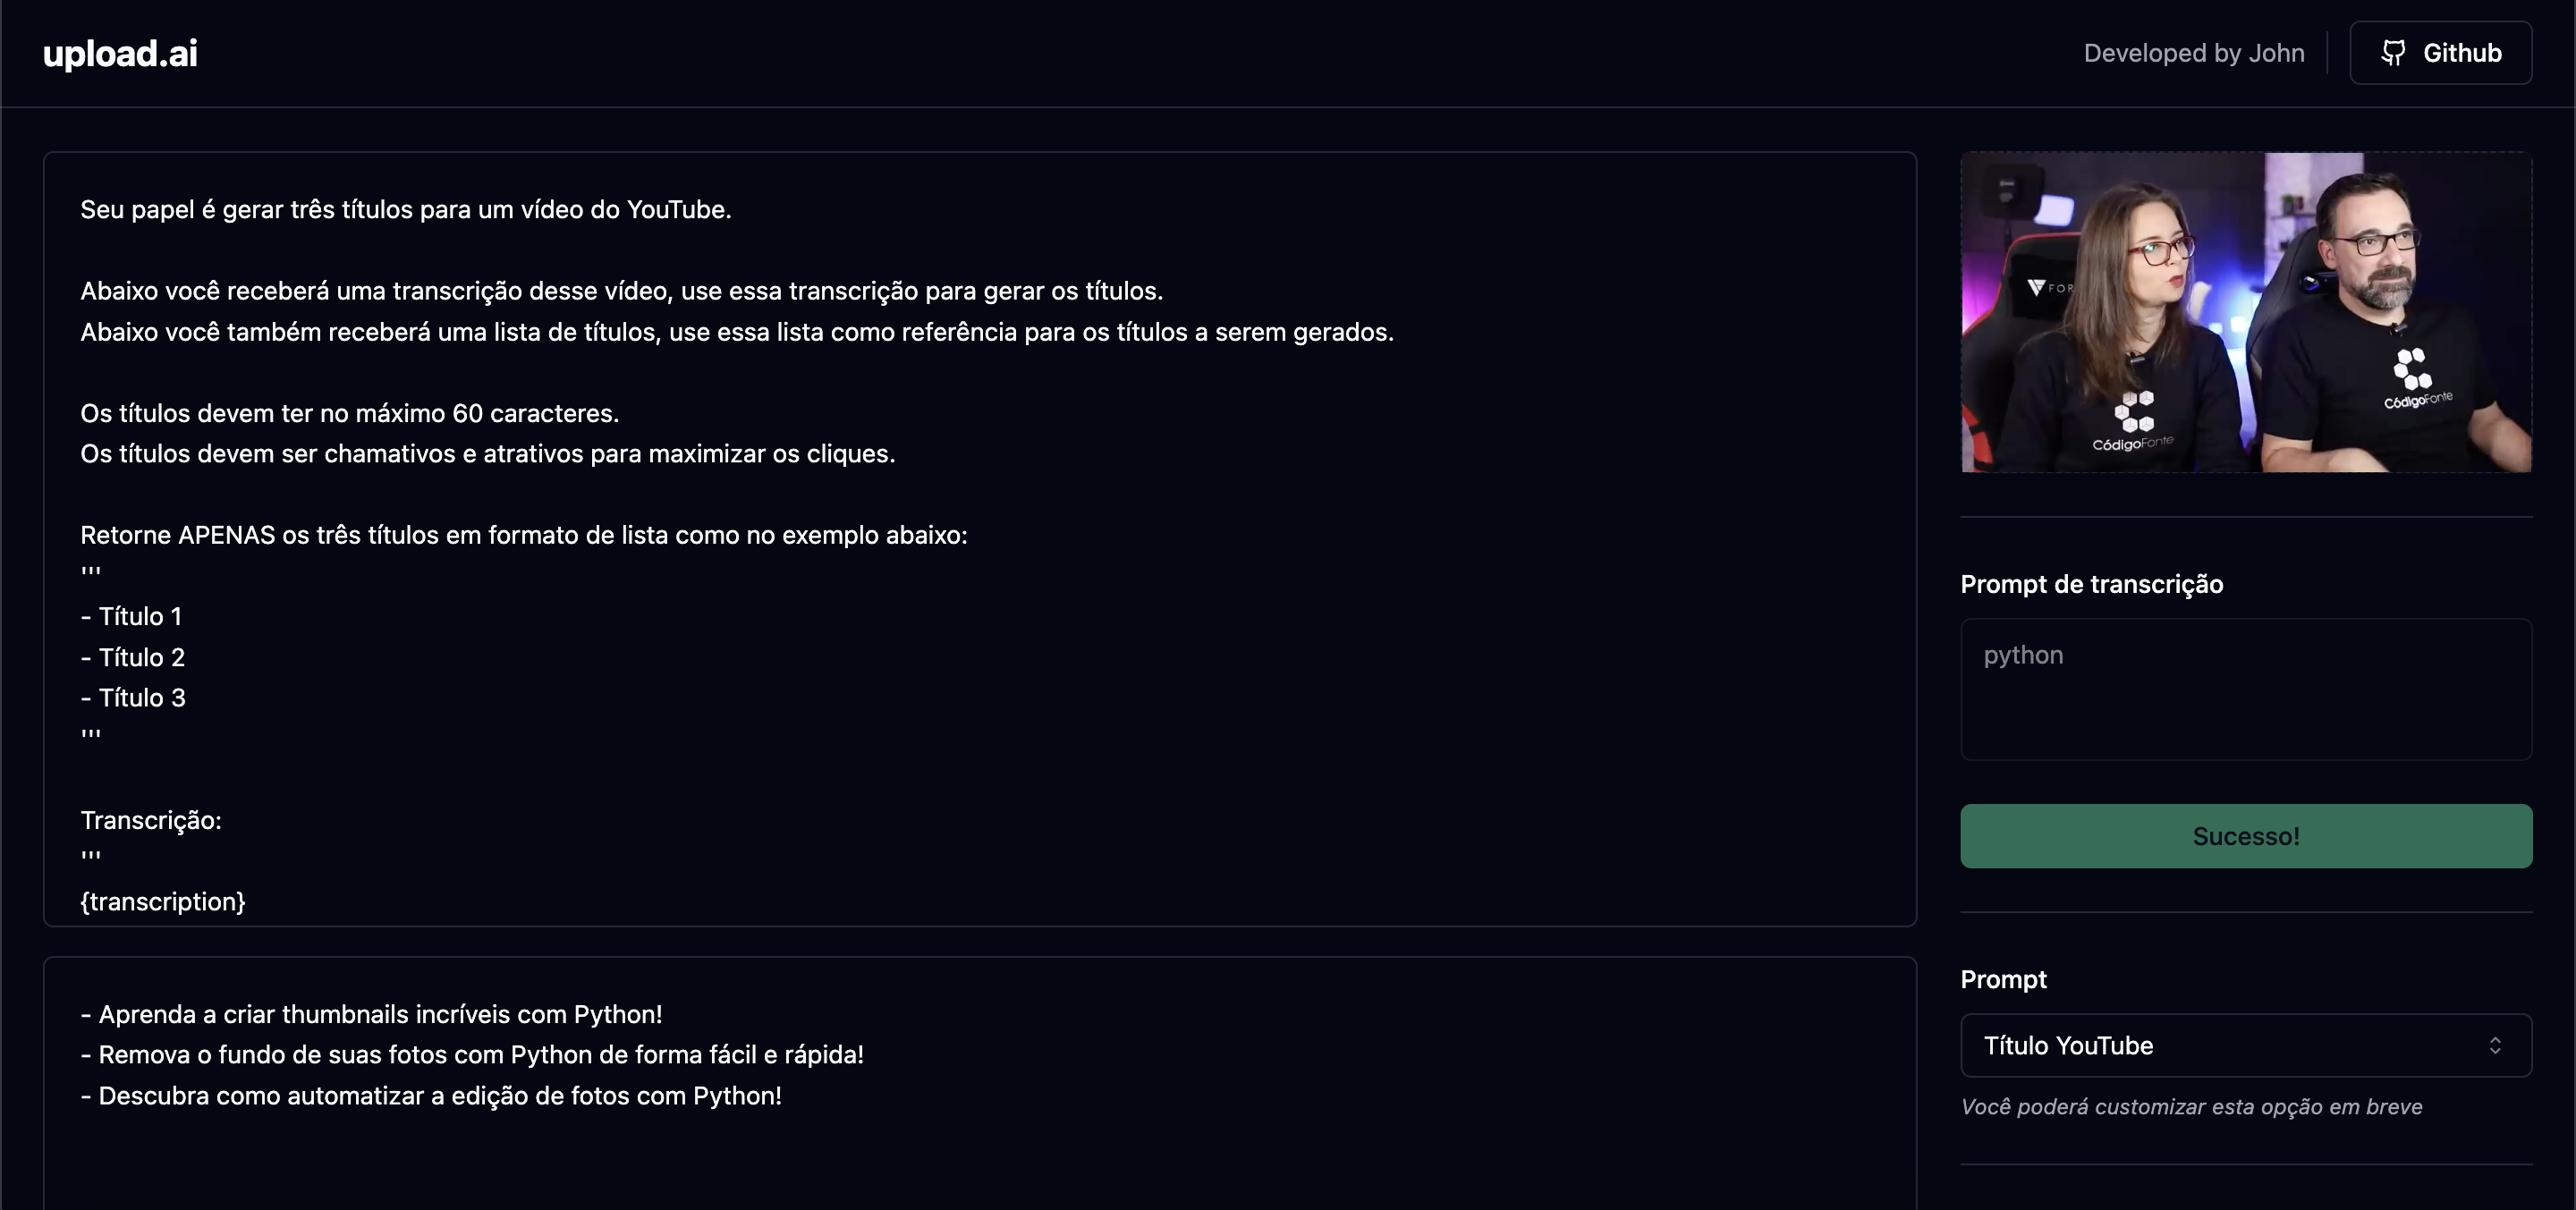 upload.ai
Developed by John
Github
Seu papel é gerar três títulos para um vídeo do YouTube.
Abaixo você receberá uma transcrição desse vídeo, use essa transcrição para gerar os títulos.
Abaixo você também receberá uma lista de títulos, use essa lista como referência para os títulos a serem gerados.
Os títulos devem ter no máximo 60 caracteres.
Os títulos devem ser chamativos e atrativos para maximizar os cliques.
Retorne APENAS os três títulos em formato de lista como no exemplo abaixo:
'''
- Título 1
- Título 2
- Título 3
'''
Transcrição:
'''
{transcription}
- Aprenda a criar thumbnails incríveis com Python!
- Remova o fundo de suas fotos com Python de forma fácil e rápida!
- Descubra como automatizar a edição de fotos com Python!
FOR
CódigoFonte
CódigoFonte
Prompt de transcrição
python
Sucesso!
Prompt
Título YouTube
Você poderá customizar esta opção em breve